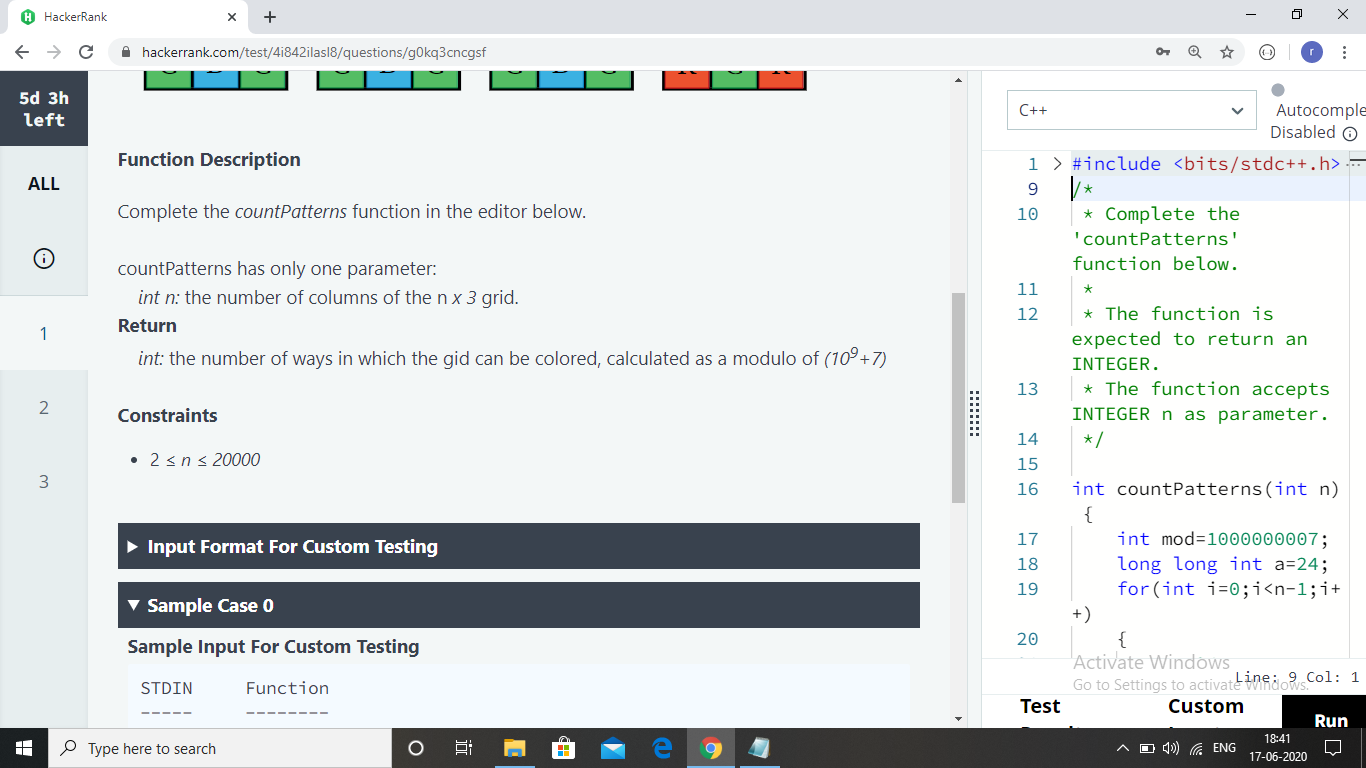 HackerRank
hackerrank.com/test/4i842ilasl8/questions/g0kq3cncgsf
5d 3h
left
ALL
1
2
3
Function Description
Complete the countPatterns function in the editor below.
countPatterns has only one parameter:
int n: the number of columns of the n x 3 grid.
Return
int: the number of ways in which the gid can be colored, calculated as a modulo of (10^9+7)
Constraints
• 2 ≤ n ≤ 20000
Input Format For Custom Testing
Sample Case 0
Sample Input For Custom Testing
STDIN Function
----- --------
C++
Autocomple
Disabled
1 #include <bits/stdc++.h>
9 /*
10 * Complete the
'countPatterns'
function below.
11 *
12 * The function is
expected to return an
INTEGER.
13 * The function accepts
INTEGER n as parameter.
14 */
15
16 int countPatterns(int n)
{
17 int mod=1000000007;
18 long long int a=24;
19 for(int i=0;i<n-1;i+
+)
20 {
Activate Windows
Go to Settings to activate Windows.
Line: 9 Col: 1
Test
Custom
Run
Type here to search
ENG
18:41
17-06-2020